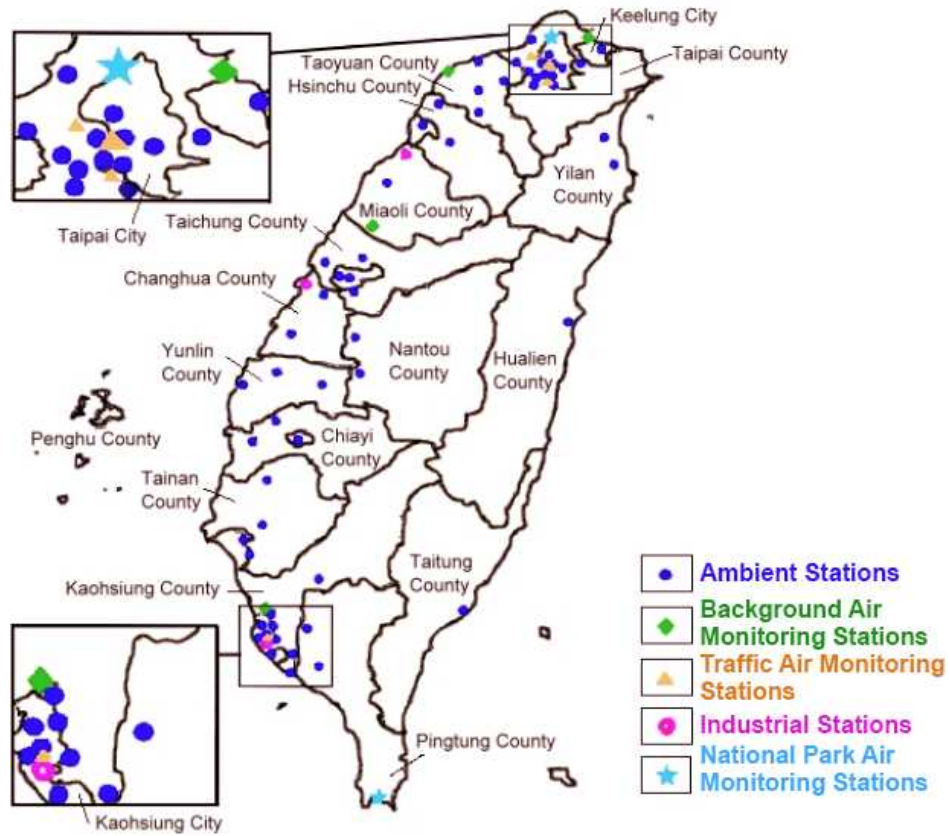 Keelung City
Taipai County
Taoyuan County
Hsinchu County
Yilan
County
Miaoli County
Taipai City
Taichung County
Changhua County
Nantou
County
Hualien
County
Yunlin
County
Penghu County
Chiayi
County
Tainan
County
Taitung
County
Kaohsiung County
Pingtung County
Kaohsiung City
Ambient Stations
Background Air
Monitoring Stations
Traffic Air Monitoring
Stations
Industrial Stations
National Park Air
Monitoring Stations